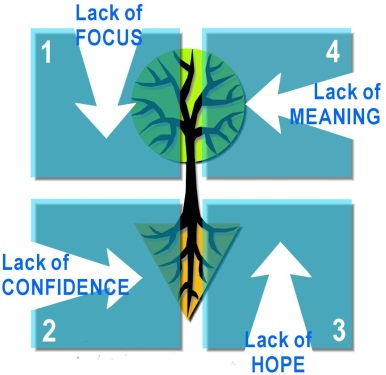 Lack of
FOCUS
1
4
Lack of
MEANING
Lack of
CONFIDENCE
2
3
Lack of
HOPE